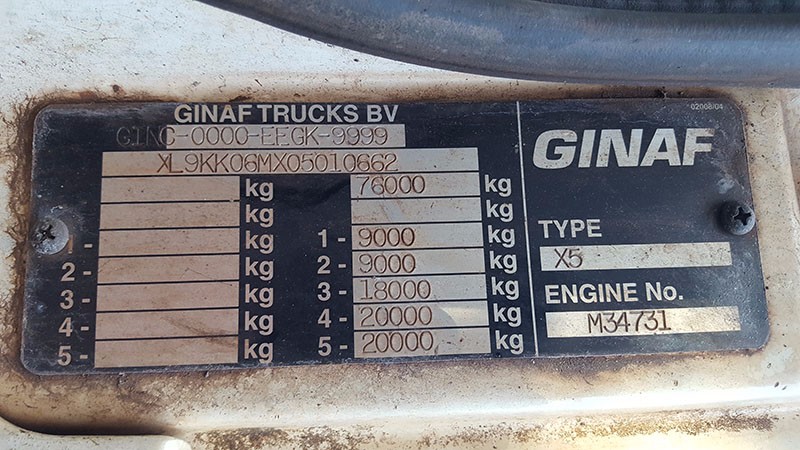 GINAF TRUCKS BV
G1NC-0000-EEGK-9999
XL9KK06MX05010662
kg 76000 kg
kg kg
1- kg 1- 9000 kg
2- kg 2- 9000 kg
3- kg 3- 18000 kg
4- kg 4- 20000 kg
5- kg 5- 20000 kg
02008/04
GINAF
TYPE
X5
ENGINE No.
M34731